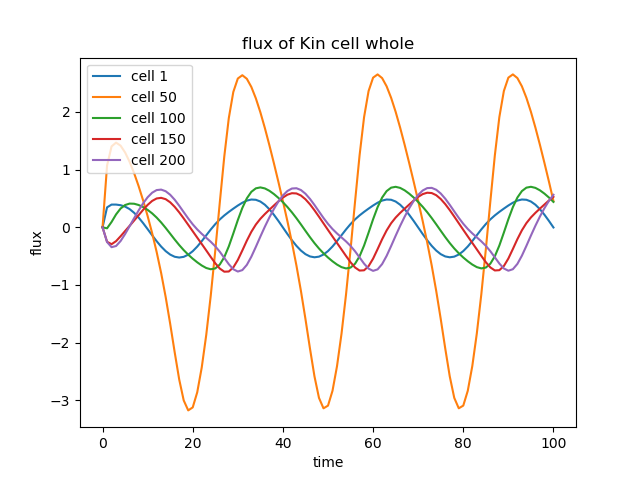 flux of Kin cell whole
cell 1
cell 50
cell 100
cell 150
cell 200
2
1
0
−1
−2
−3
flux
0 20 40 60 80 100
time